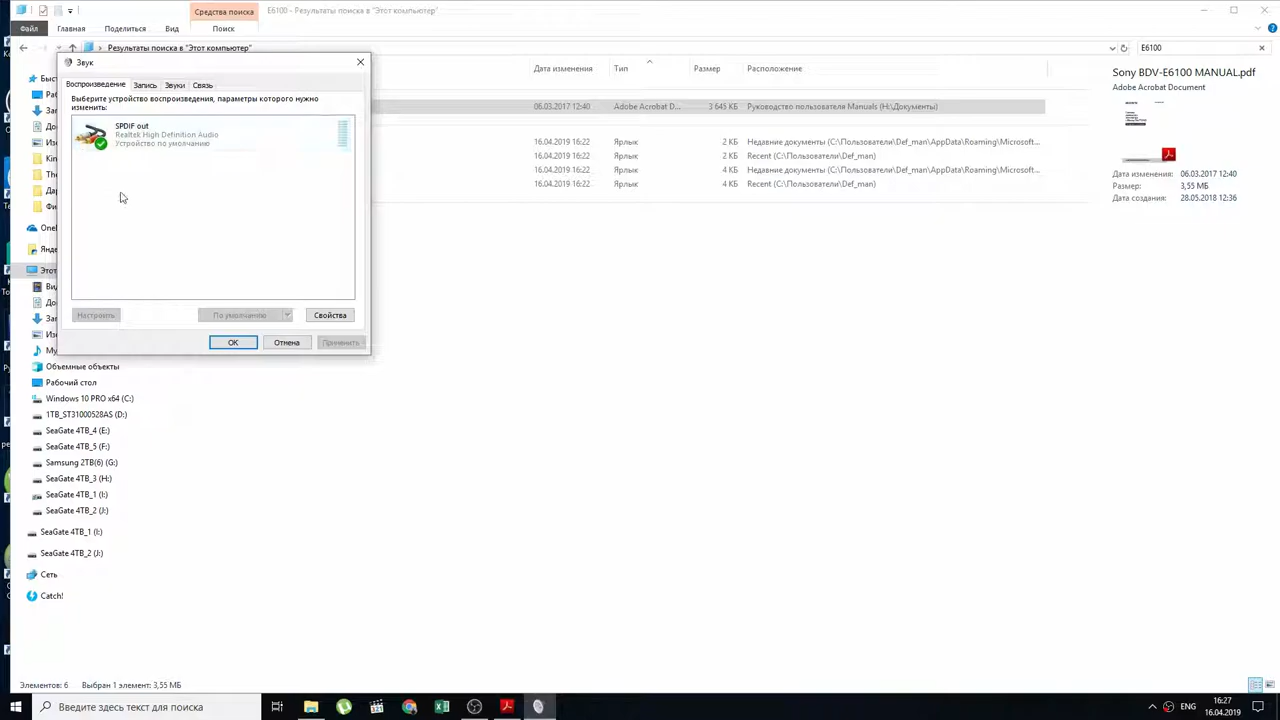 Средства поиска
E6100 - Результаты поиска в "Этот компьютер"
Файл
Главная
Поделиться
Вид
Поиск
Результаты поиска в "Этот компьютер"
E6100
Звук
Воспроизведение
Запись
Звуки
Связь
Выберите устройство воспроизведения, параметры которого нужно
изменить:
SPDIF out
Realtek High Definition Audio
Устройство по умолчанию
Настроить
По умолчанию
Свойства
OK
Отмена
Применить
Дата изменения
Тип
Размер
Расположение
06.03.2017 12:40
Adobe Acrobat D...
3 645 КБ
Руководство пользователя Manuals (H:\Документы)
16.04.2019 16:22
Ярлык
2 КБ
Недавние документы (C:\Пользователи\Def_man\AppData\Roaming\Microsoft...
16.04.2019 16:22
Ярлык
2 КБ
Recent (C:\Пользователи\Def_man)
16.04.2019 16:22
Ярлык
4 КБ
Недавние документы (C:\Пользователи\Def_man\AppData\Roaming\Microsoft...
16.04.2019 16:22
Ярлык
4 КБ
Recent (C:\Пользователи\Def_man)
Sony BDV-E6100 MANUAL.pdf
Adobe Acrobat Document
Дата изменения: 06.03.2017 12:40
Размер: 3,55 МБ
Дата создания: 28.05.2018 12:36
Объемные объекты
Рабочий стол
Windows 10 PRO x64 (C:)
1TB_ST31000528AS (D:)
SeaGate 4TB_4 (E:)
SeaGate 4TB_5 (F:)
Samsung 2TB(6) (G:)
SeaGate 4TB_3 (H:)
SeaGate 4TB_1 (I:)
SeaGate 4TB_2 (J:)
SeaGate 4TB_1 (I:)
SeaGate 4TB_2 (J:)
Сеть
Catch!
Элементов: 6
Выбран 1 элемент: 3,55 МБ
Введите здесь текст для поиска
ENG
16:27
16.04.2019